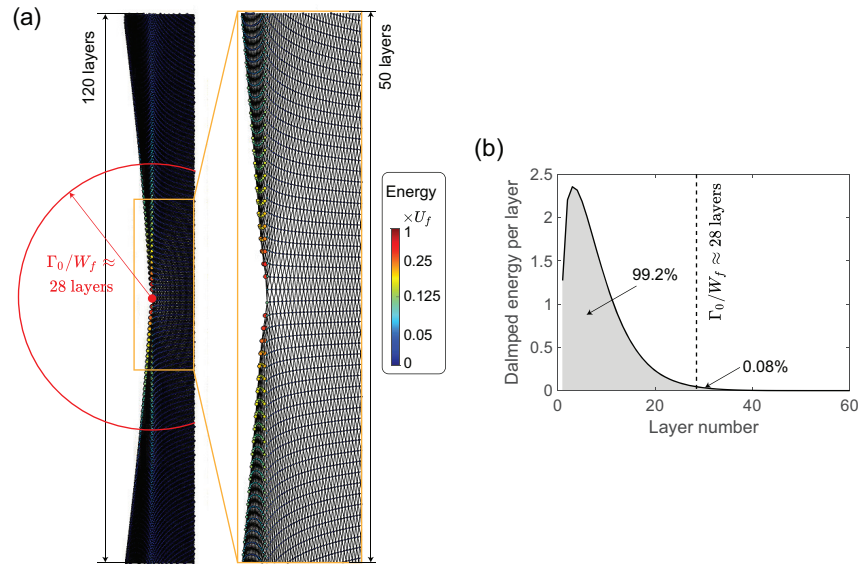 (a)
120 layers
Γ₀/W_f ≈
28 layers
50 layers
Energy
×U_f
1
0.25
0.125
0.05
0
(b)
Dalmped energy per layer
2.5
2
1.5
1
0.5
0
99.2%
0.08%
Γ₀/W_f ≈ 28 layers
0
20
40
60
Layer number